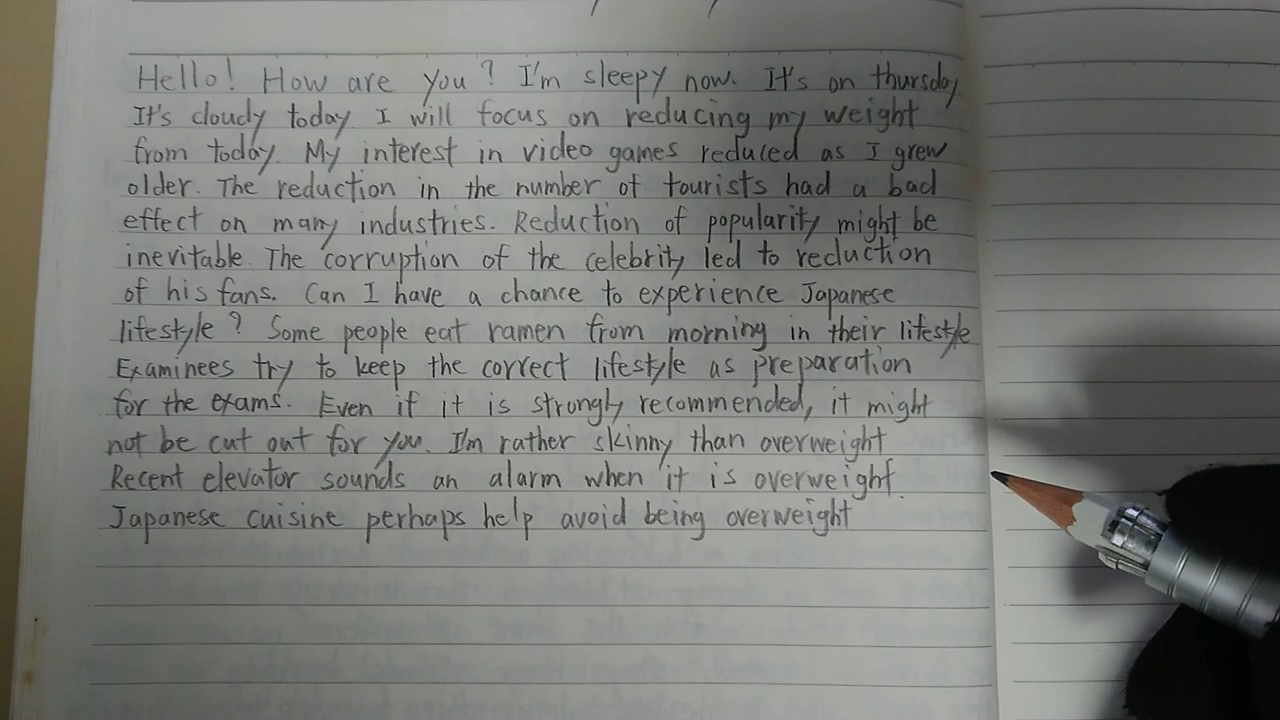 Hello! How are you? I'm sleepy now. It's on thursday
It's cloudy today. I will focus on reducing my weight
from today. My interest in video games reduced as I grew
older. The reduction in the number of tourists had a bad
effect on many industries. Reduction of popularity might be
inevitable. The corruption of the celebrity led to reduction
of his fans. Can I have a chance to experience Japanese
lifestyle? Some people eat ramen from morning in their lifestyle
Examinees try to keep the correct lifestyle as preparation
for the exams. Even if it is strongly recommended, it might
not be cut out for you. I'm rather skinny than overweight
Recent elevator sounds an alarm when it is overweight.
Japanese cuisine perhaps help avoid being overweight